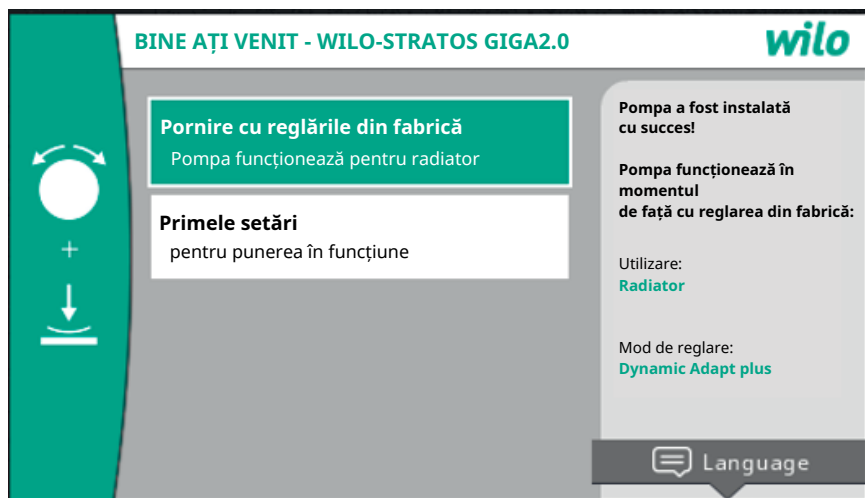 BINE AȚI VENIT - WILO-STRATOS GIGA2.0
wilo
Pornire cu reglările din fabrică
Pompa funcționează pentru radiator
Primele setări
pentru punerea în funcțiune
+
Pompa a fost instalată
cu succes!
Pompa funcționează în
momentul
de față cu reglarea din fabrică:
Utilizare:
Radiator
Mod de reglare:
Dynamic Adapt plus
Language